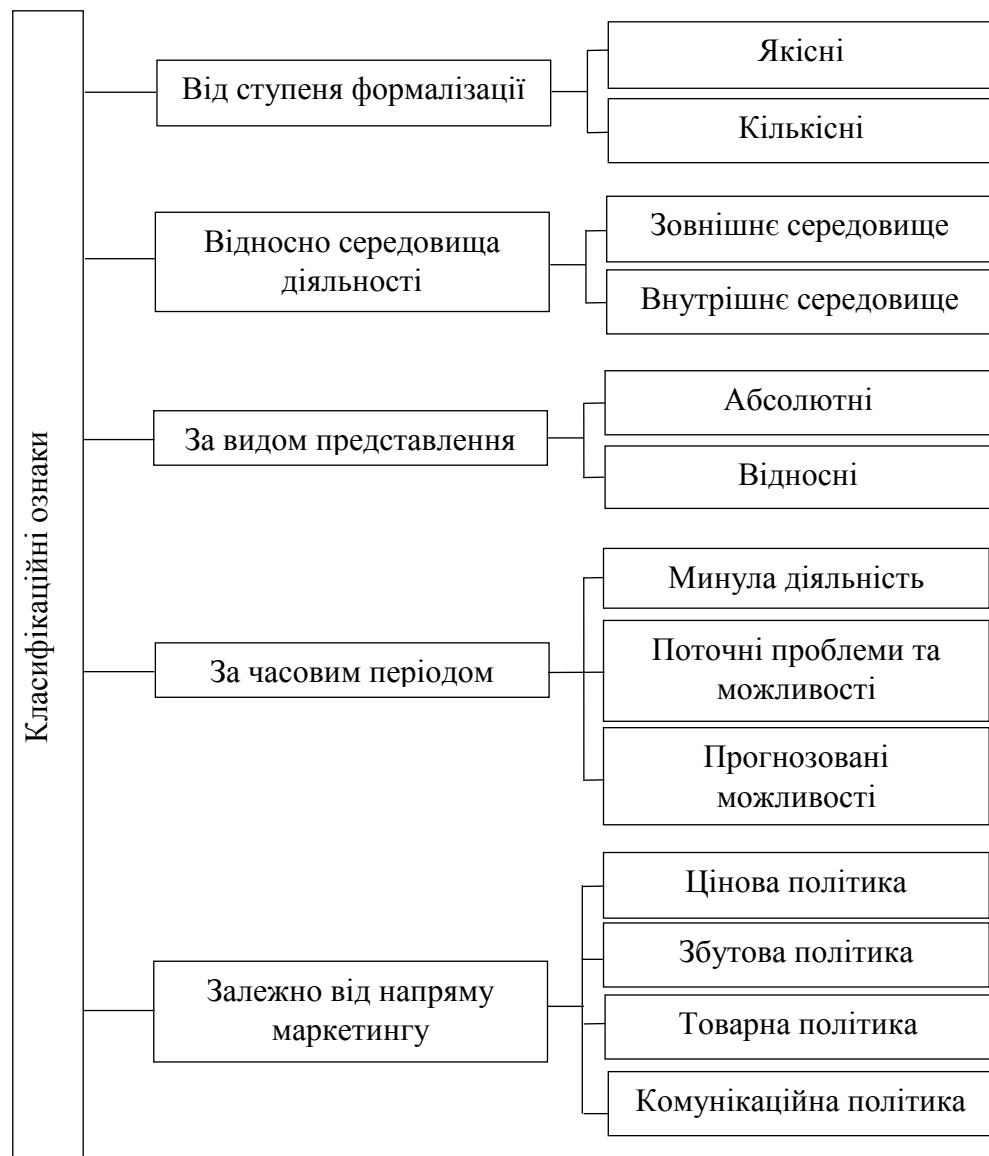 Класифікаційні ознаки
Від ступеня формалізації
Якісні
Кількісні
Відносно середовища
діяльності
Зовнішнє середовище
Внутрішнє середовище
За видом представлення
Абсолютні
Відносні
За часовим періодом
Минула діяльність
Поточні проблеми та
можливості
Прогнозовані
можливості
Залежно від напряму
маркетингу
Цінова політика
Збутова політика
Товарна політика
Комунікаційна політика